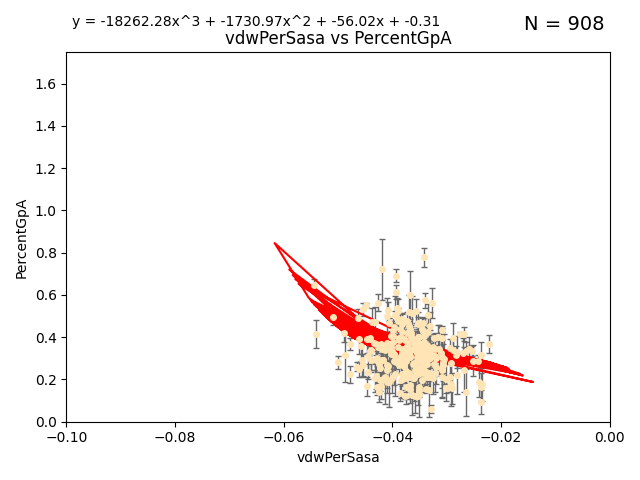 y = -18262.28x^3 + -1730.97x^2 + -56.02x + -0.31
N = 908
vdwPerSasa vs PercentGpA
PercentGpA
1.6
1.4
1.2
1.0
0.8
0.6
0.4
0.2
0.0
−0.10 −0.08 −0.06 −0.04 −0.02 0.00
vdwPerSasa